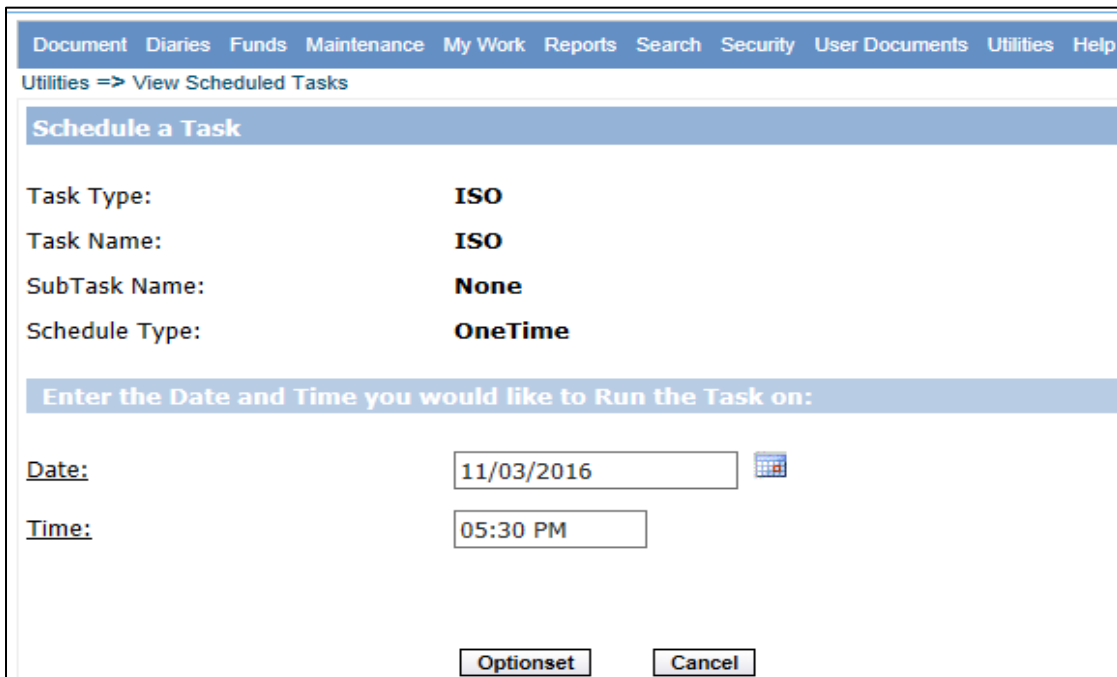 Document Diaries Funds Maintenance My Work Reports Search Security User Documents Utilities Help
Utilities => View Scheduled Tasks
Schedule a Task
Task Type: ISO
Task Name: ISO
SubTask Name: None
Schedule Type: OneTime
Enter the Date and Time you would like to Run the Task on:
Date: 11/03/2016
Time: 05:30 PM
Optionset Cancel